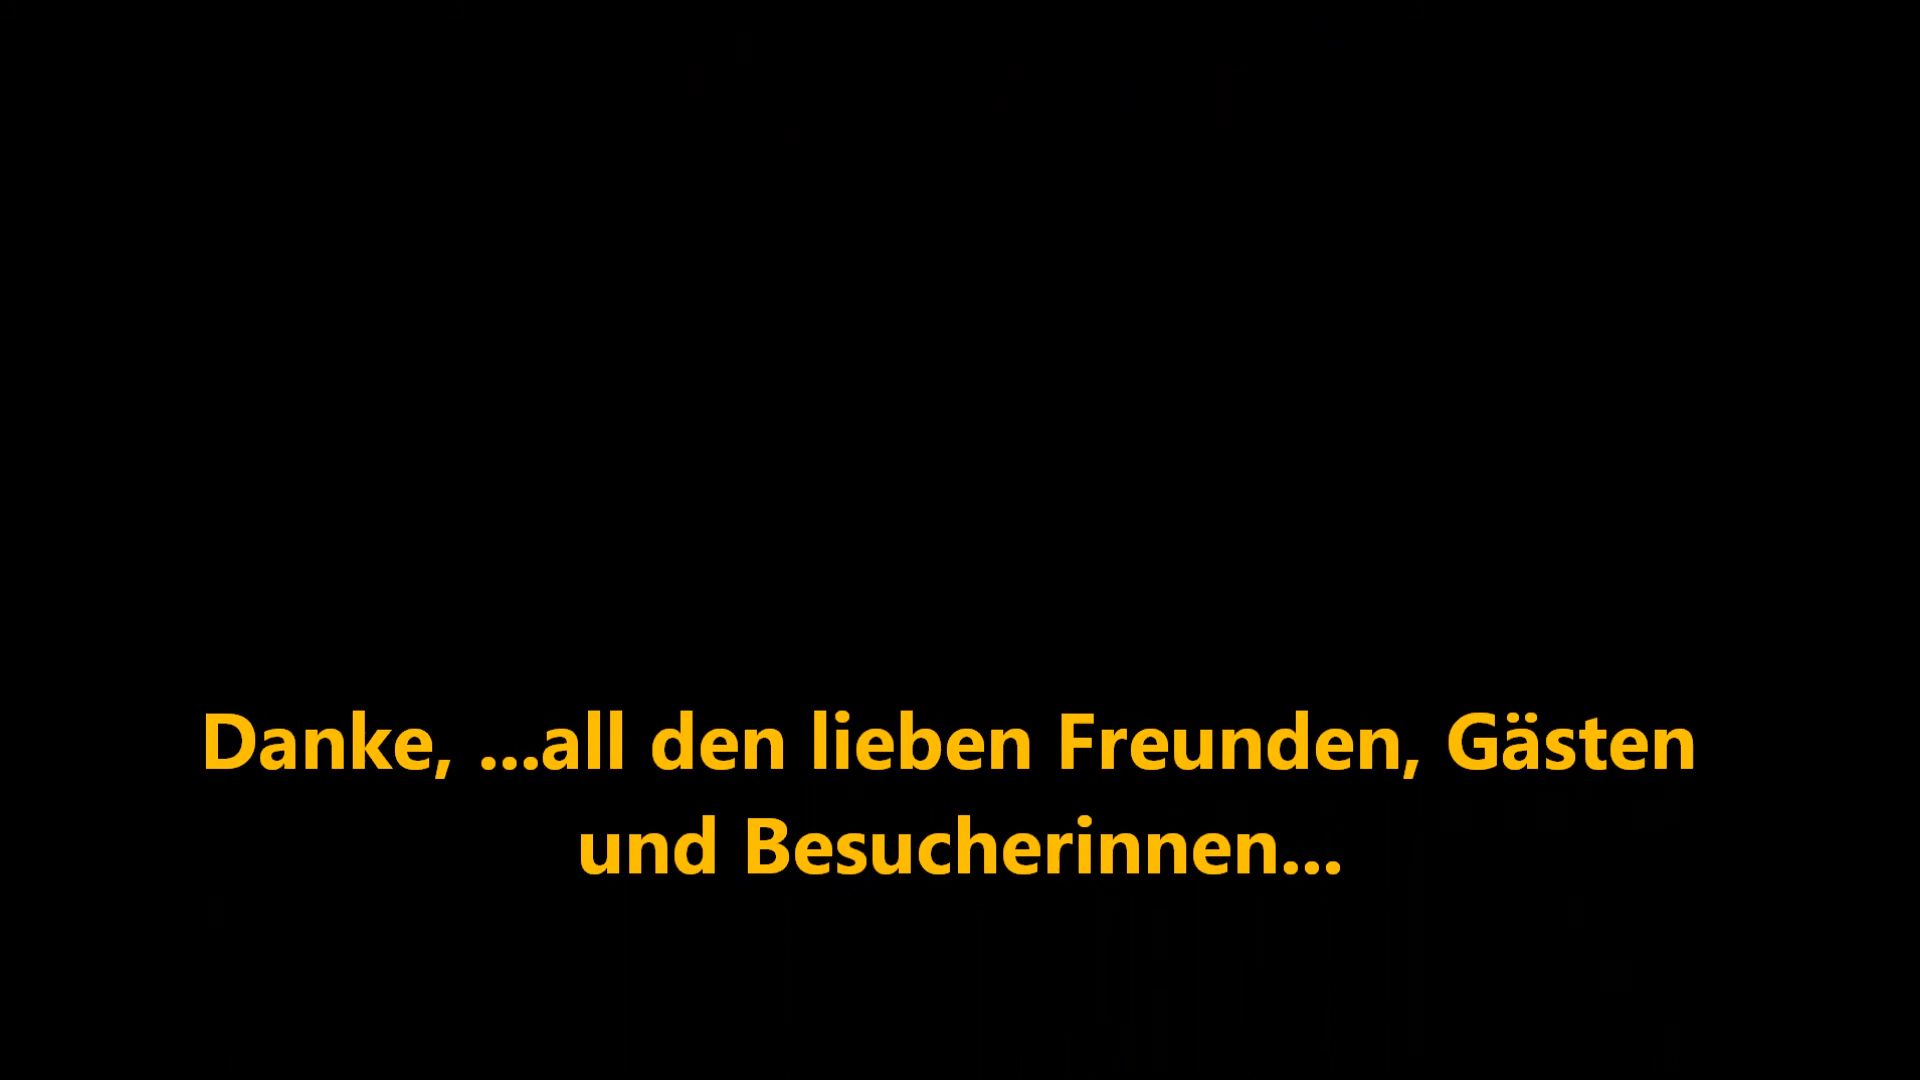 Danke, ...all den lieben Freunden, Gästen
und Besucherinnen...